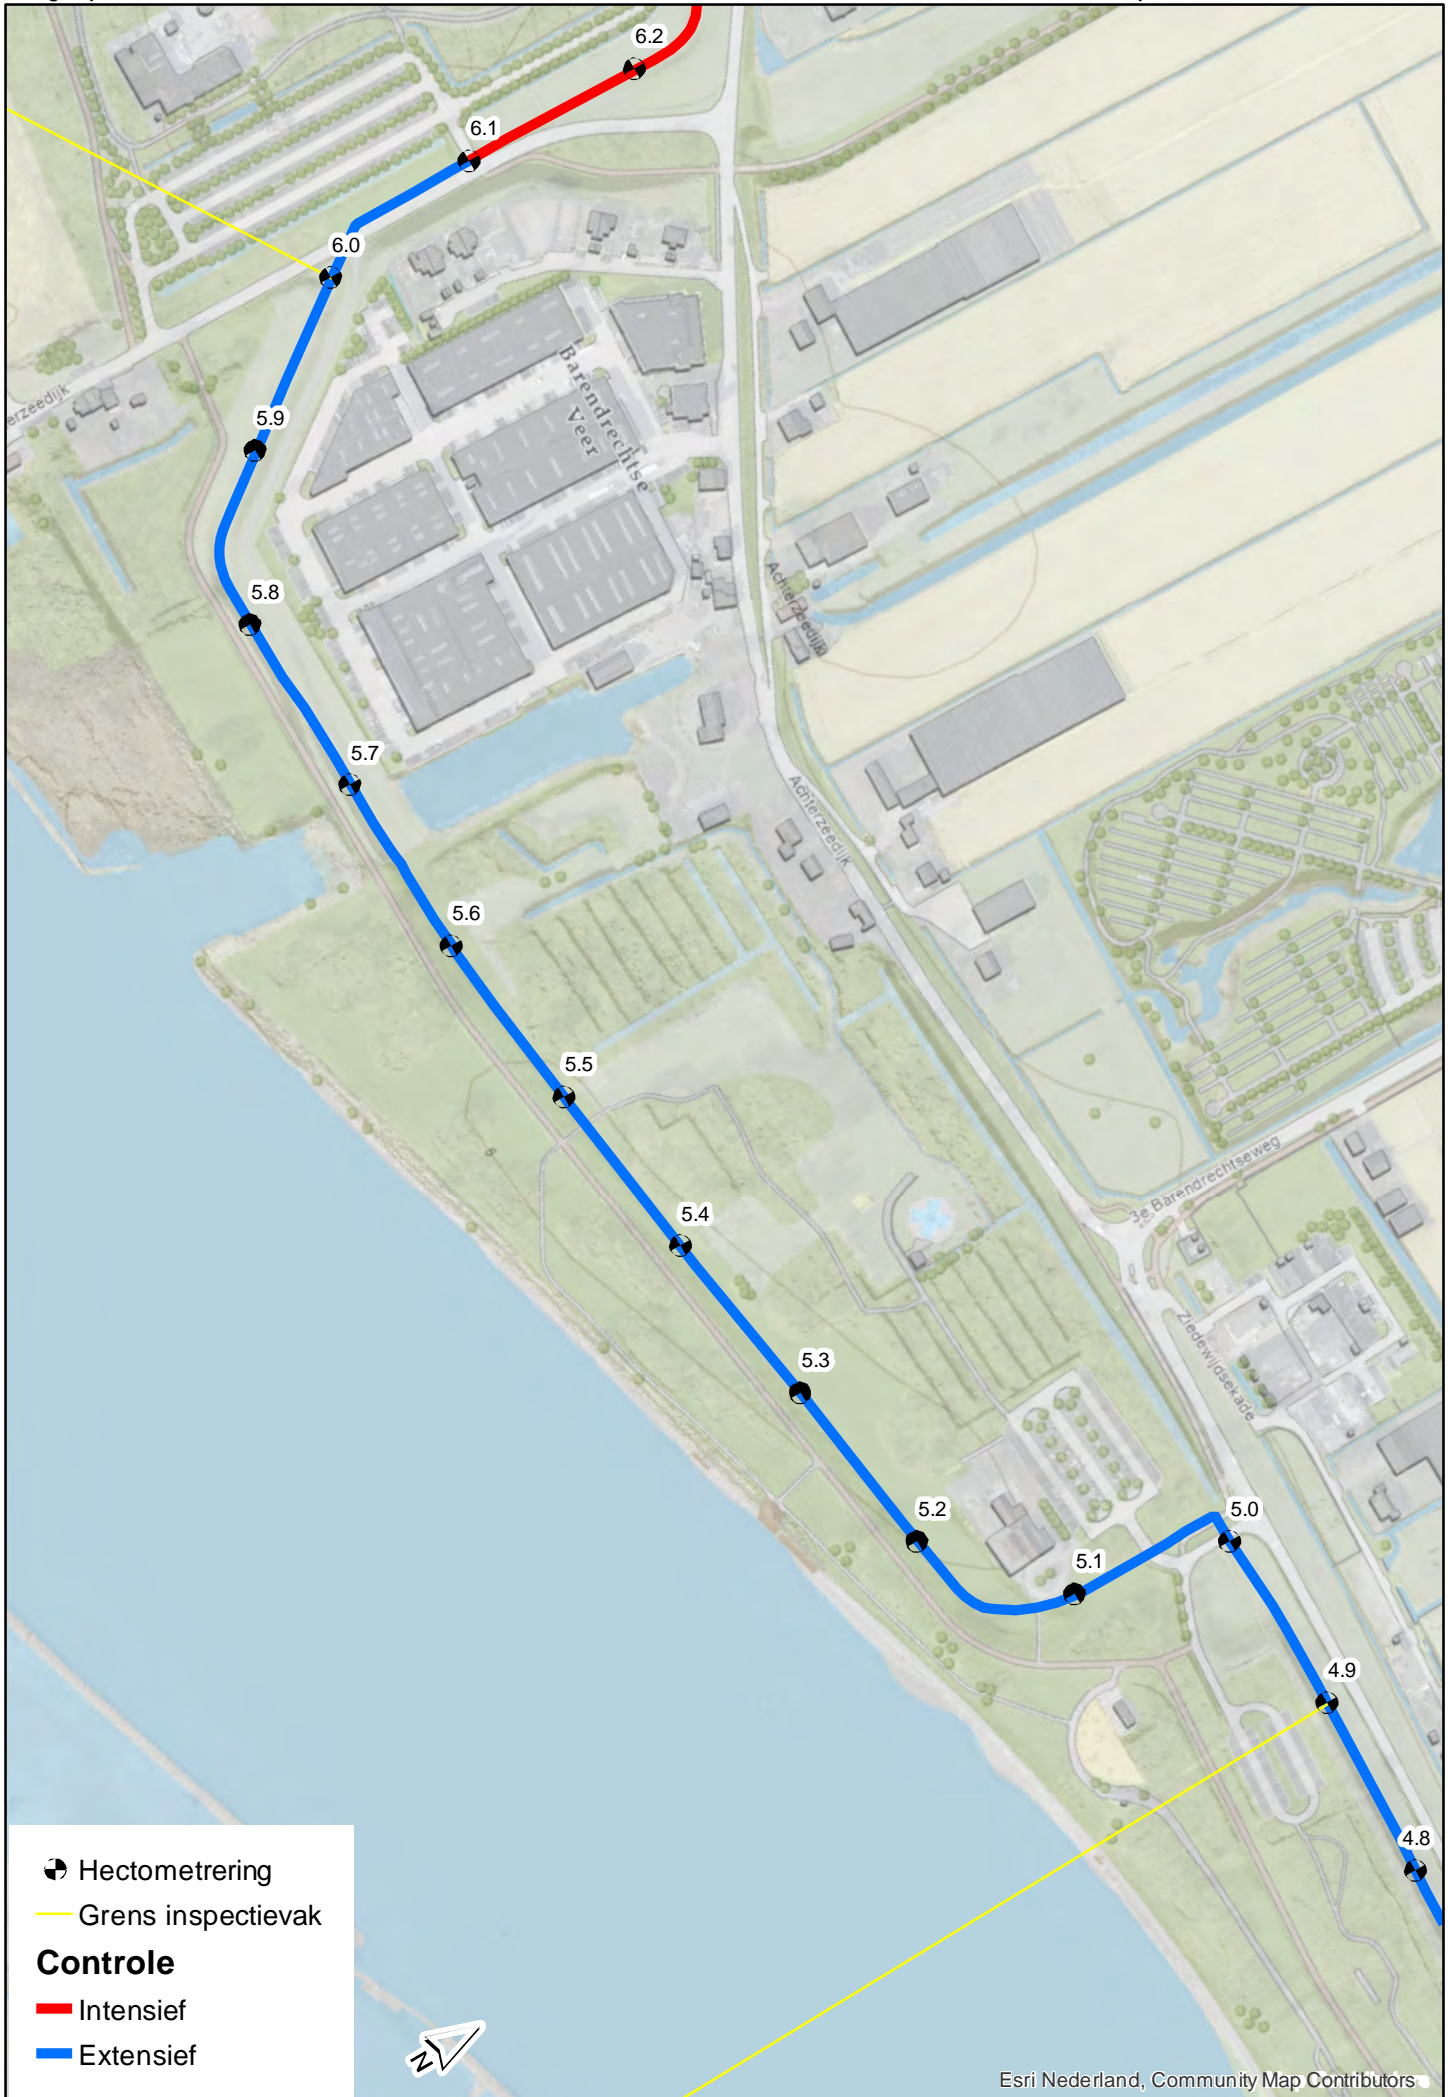 6.2
6.1
6.0
erzeedijk
5.9
Barendrechtse
Veer
5.8
Achterzeedijk
5.7
Achterzeedijk
5.6
5.5
5.4
3e Barendrechtseweg
Ziedewijdsekade
5.3
5.2
5.1
5.0
4.9
4.8
Hectometrering
Grens inspectievak
Controle
Intensief
Extensief
N
Esri Nederland, Community Map Contributors